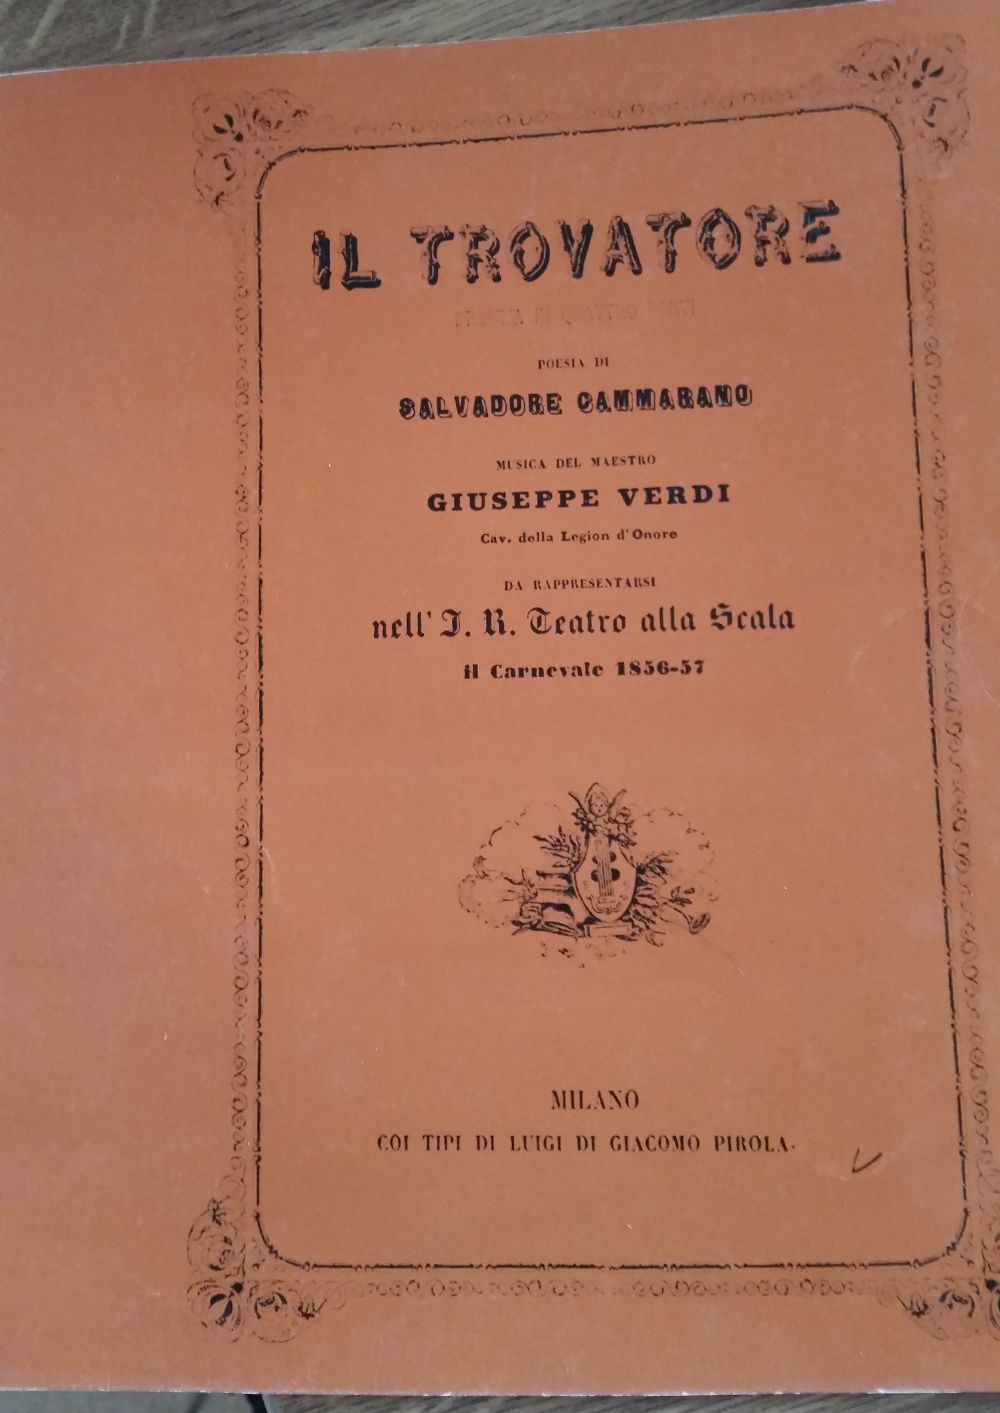 IL TROVATORE
POESIA DI
SALVADORE CAMMARANO
MUSICA DEL MAESTRO
GIUSEPPE VERDI
Cav. della Legion d'Onore
DA RAPPRESENTARSI
nell' I. R. Teatro alla Scala
il Carnevale 1856-57
MILANO
COI TIPI DI LUIGI DI GIACOMO PIROLA.